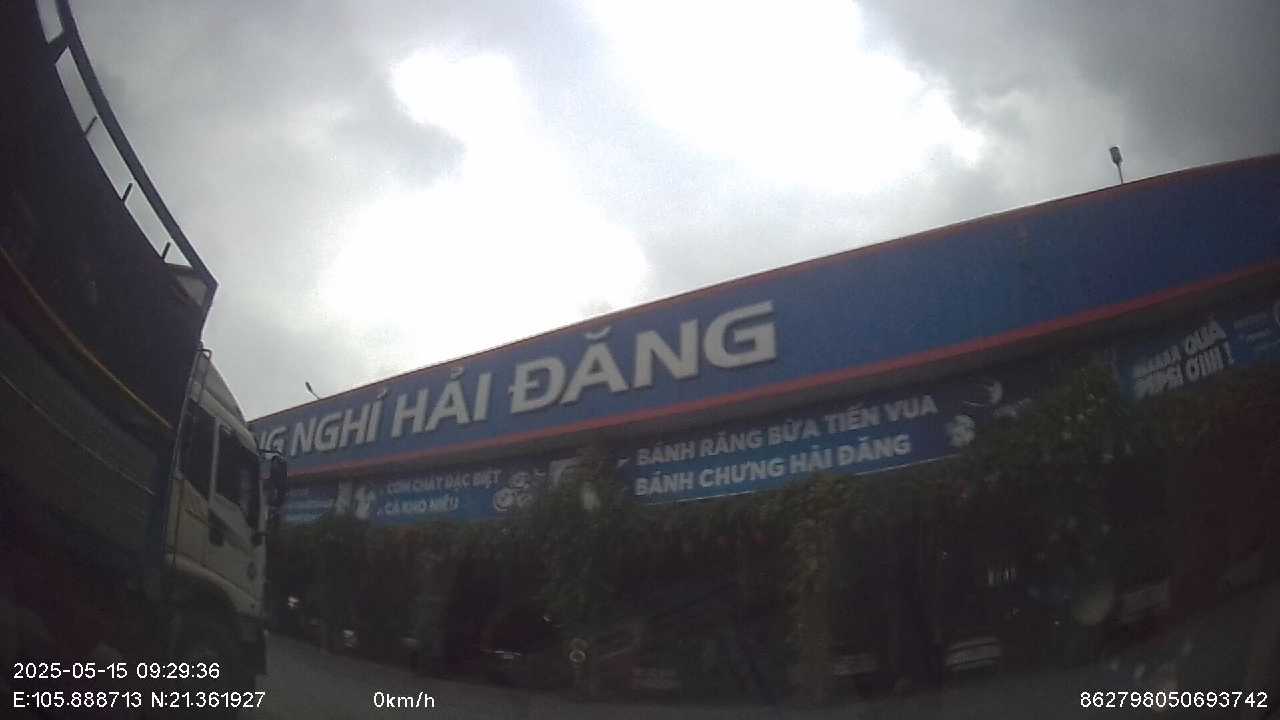 NG NGHỈ HẢI ĐĂNG
BÁNH RĂNG BỪA TIẾN VUA
BÁNH CHƯNG HẢI ĐĂNG
CƠM CHÁY ĐẶC BIỆT
CÁ KHO NIÊU
2025-05-15 09:29:36
E:105.888713 N:21.361927
0km/h
862798050693742